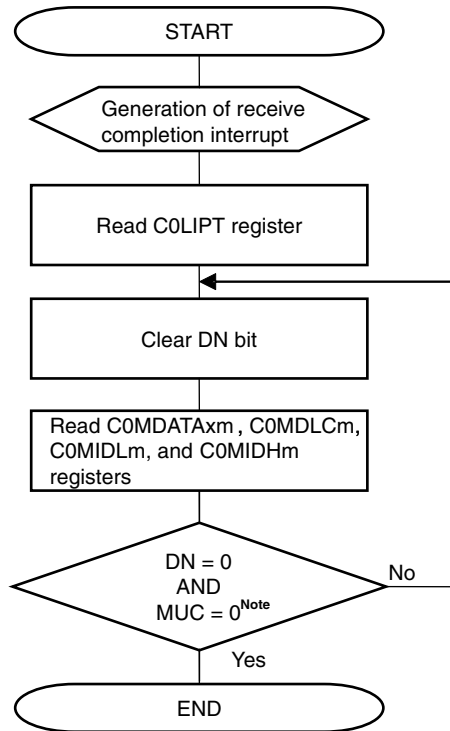 START
Generation of receive
completion interrupt
Read C0LIPT register
Clear DN bit
Read C0MDATAxm , C0MDLCm,
C0MIDLm, and C0MIDHm
registers
DN = 0
AND
MUC = 0Note
No
Yes
END